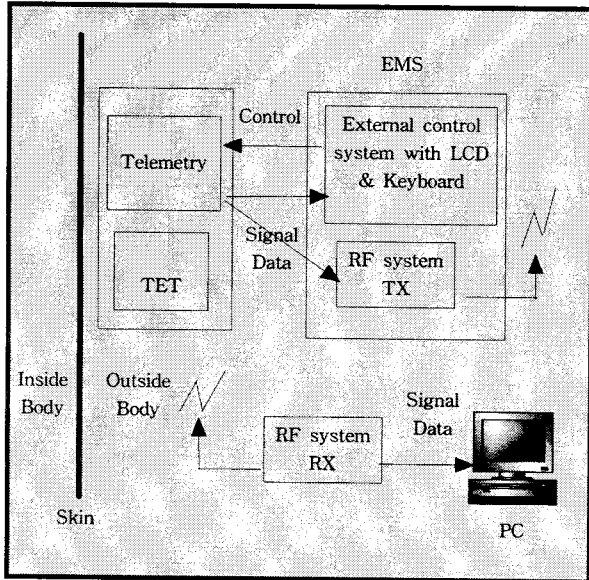 EMS
Control
External control
system with LCD
& Keyboard
Telemetry
Signal
Data
RF system
TX
TET
Inside
Body
Outside
Body
RF system
RX
Signal
Data
Skin
PC